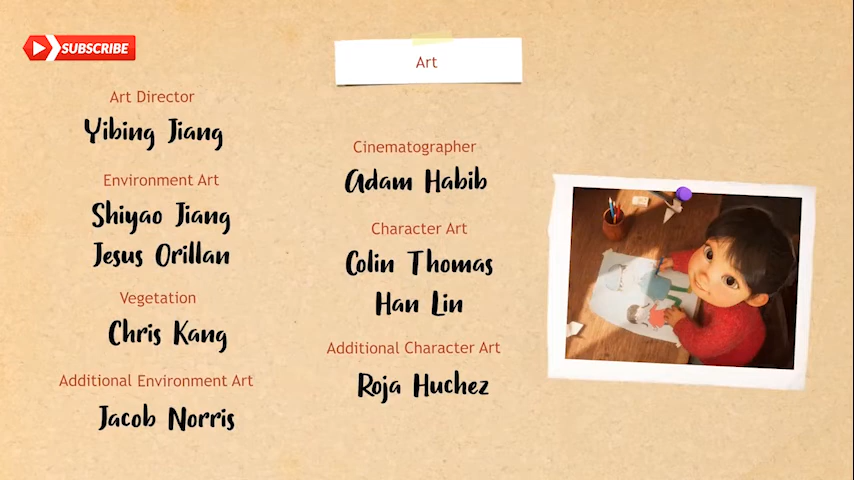 SUBSCRIBE
Art
Art Director
Yibing Jiang
Environment Art
Shiyao Jiang
Jesus Orillan
Vegetation
Chris Kang
Additional Environment Art
Jacob Norris
Cinematographer
Adam Habib
Character Art
Colin Thomas
Han Lin
Additional Character Art
Roja Huchez